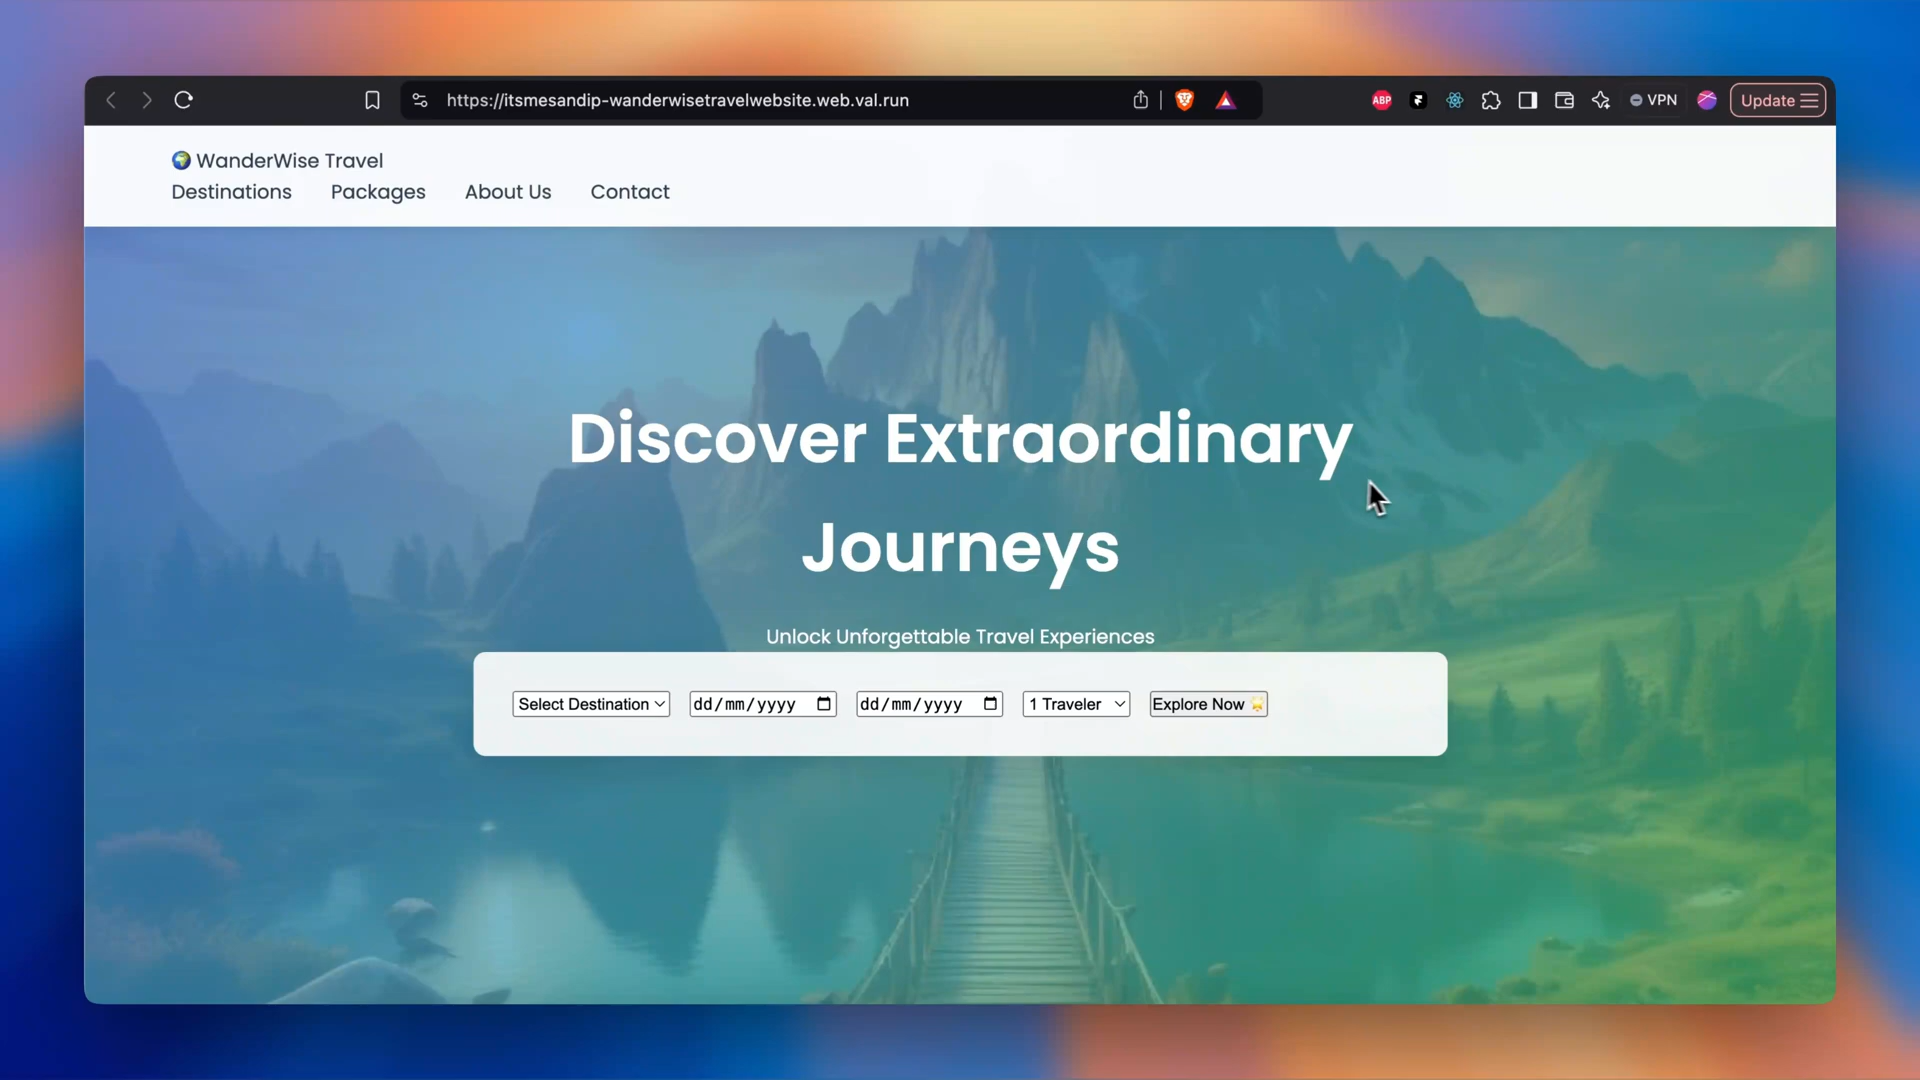 https://itsmesandip-wanderwisetravelwebsite.web.val.run
ABP
VPN
Update
WanderWise Travel
Destinations Packages About Us Contact
Discover Extraordinary
Journeys
Unlock Unforgettable Travel Experiences
Select Destination dd/mm/yyyy dd/mm/yyyy 1 Traveler Explore Now